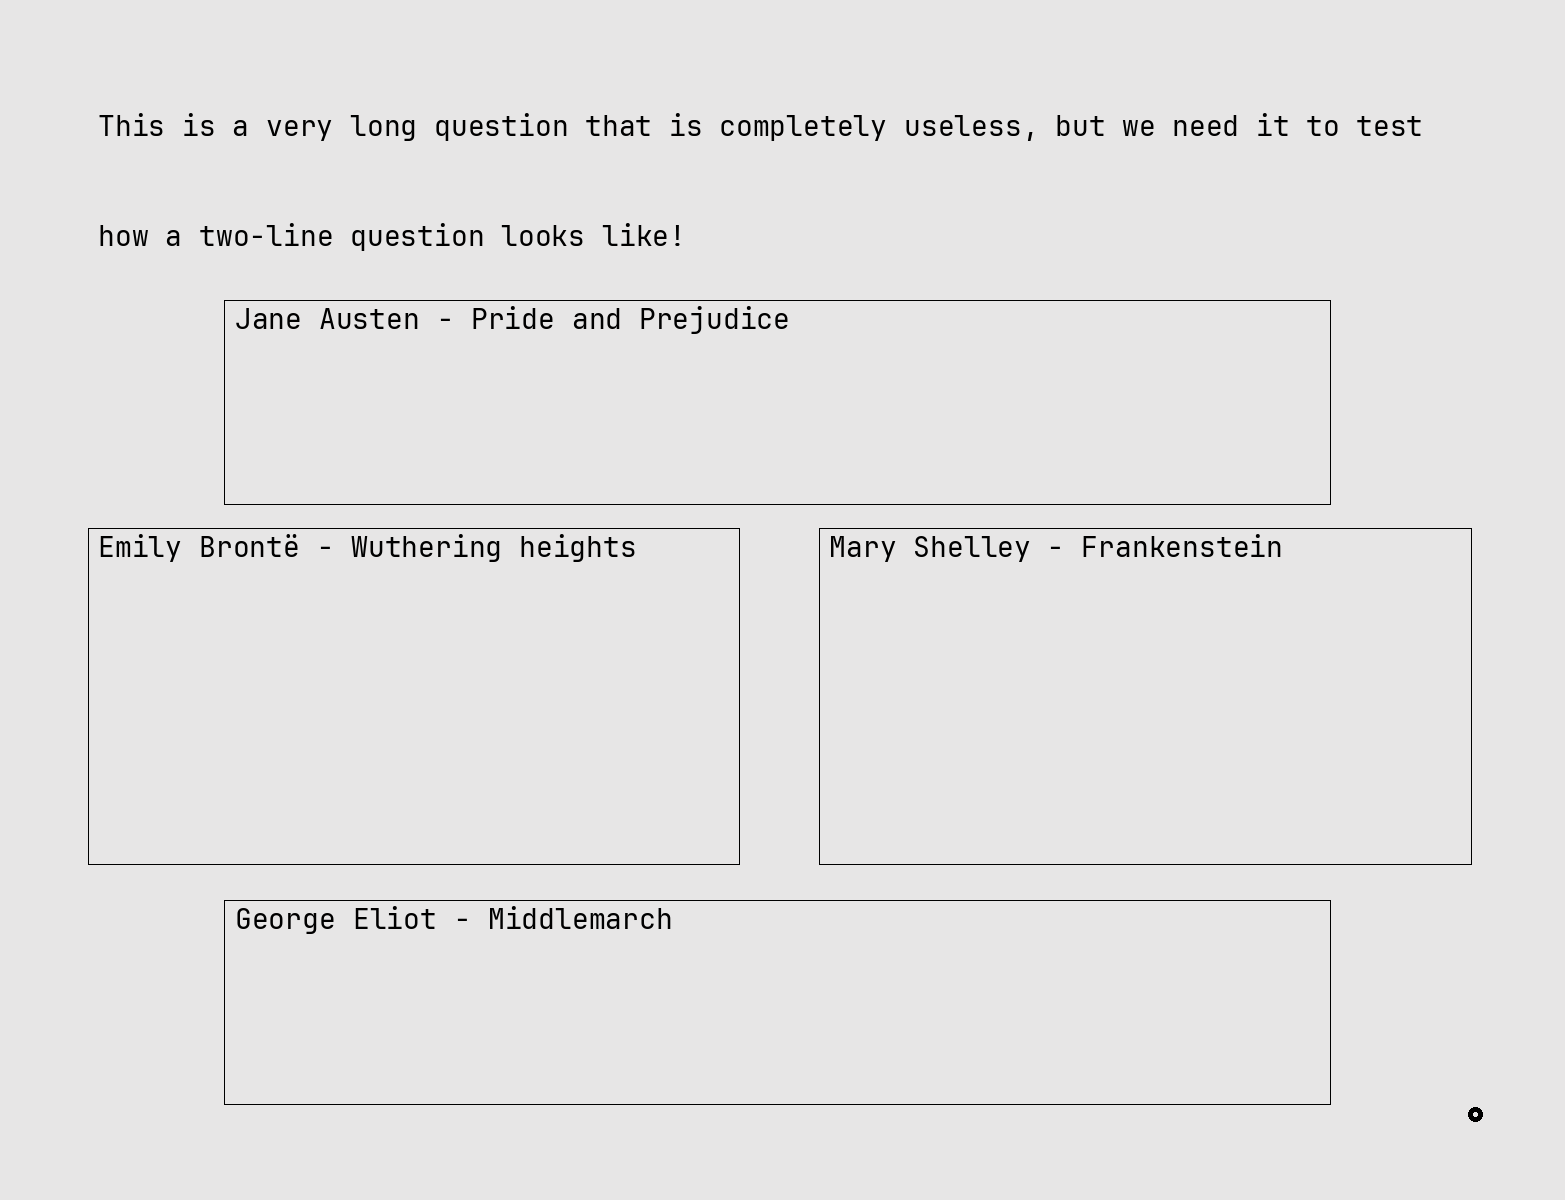 This is a very long question that is completely useless, but we need it to test
how a two-line question looks like!
Jane Austen - Pride and Prejudice
Emily Brontë - Wuthering heights
Mary Shelley - Frankenstein
George Eliot - Middlemarch